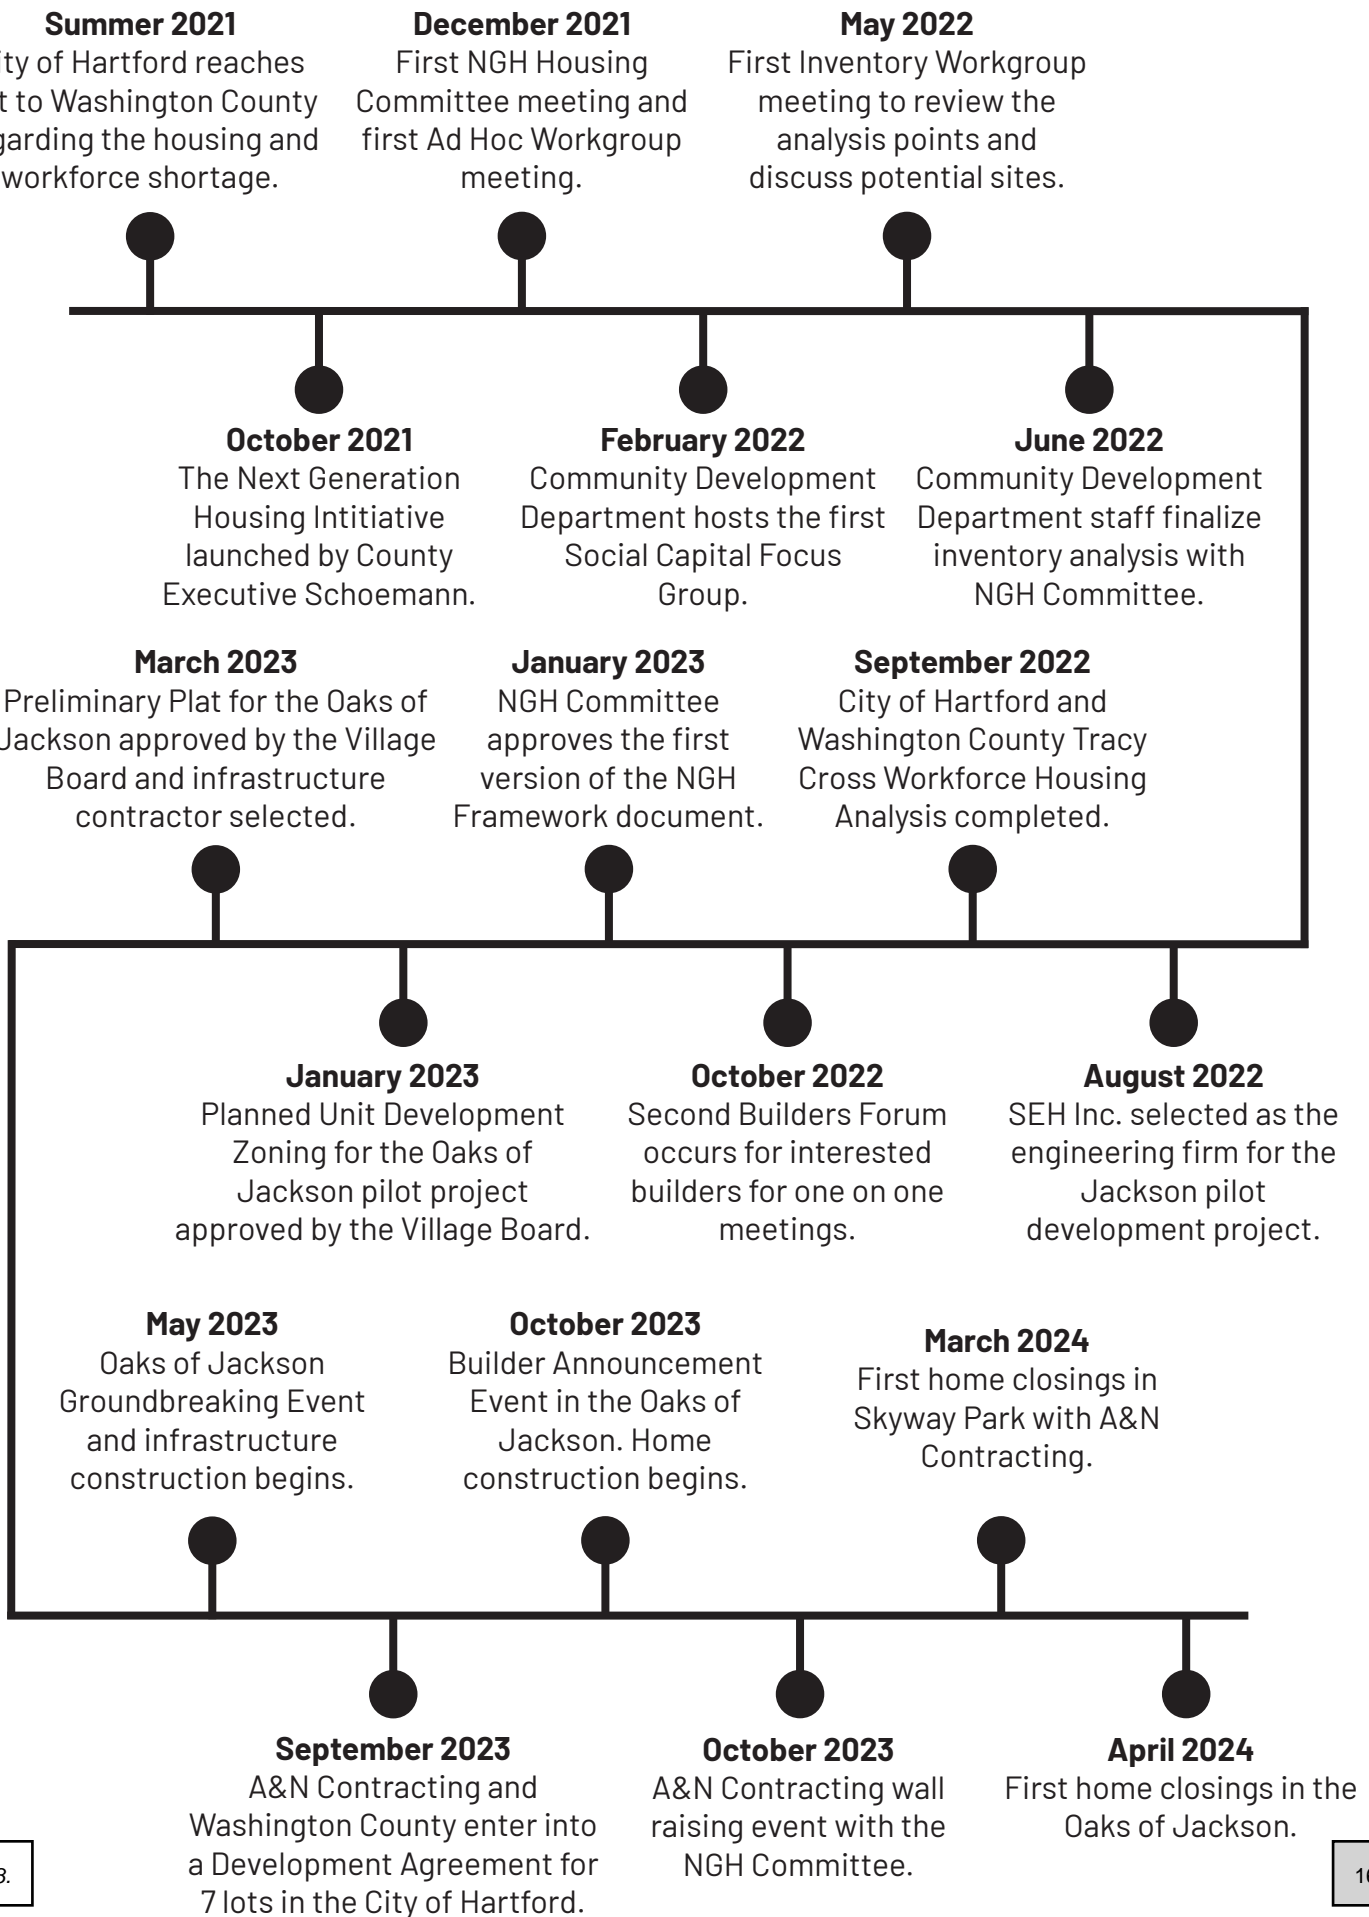 Summer 2021
ity of Hartford reaches
t to Washington County
garding the housing and
workforce shortage.
December 2021
First NGH Housing
Committee meeting and
first Ad Hoc Workgroup
meeting.
May 2022
First Inventory Workgroup
meeting to review the
analysis points and
discuss potential sites.
October 2021
The Next Generation
Housing Intitiative
launched by County
Executive Schoemann.
February 2022
Community Development
Department hosts the first
Social Capital Focus
Group.
June 2022
Community Development
Department staff finalize
inventory analysis with
NGH Committee.
March 2023
Preliminary Plat for the Oaks of
Jackson approved by the Village
Board and infrastructure
contractor selected.
January 2023
NGH Committee
approves the first
version of the NGH
Framework document.
September 2022
City of Hartford and
Washington County Tracy
Cross Workforce Housing
Analysis completed.
January 2023
Planned Unit Development
Zoning for the Oaks of
Jackson pilot project
approved by the Village Board.
October 2022
Second Builders Forum
occurs for interested
builders for one on one
meetings.
August 2022
SEH Inc. selected as the
engineering firm for the
Jackson pilot
development project.
May 2023
Oaks of Jackson
Groundbreaking Event
and infrastructure
construction begins.
October 2023
Builder Announcement
Event in the Oaks of
Jackson. Home
construction begins.
March 2024
First home closings in
Skyway Park with A&N
Contracting.
September 2023
A&N Contracting and
Washington County enter into
a Development Agreement for
7 lots in the City of Hartford.
October 2023
A&N Contracting wall
raising event with the
NGH Committee.
April 2024
First home closings in the
Oaks of Jackson.